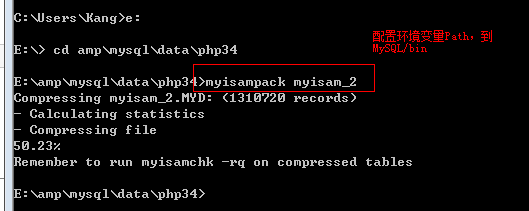 C:\Users\Kang>e:
配置环境变量Path，到
MySQL/bin
E:\> cd amp\mysql\data\php34
E:\amp\mysql\data\php34>myisampack myisam_2
Compressing myisam_2.MYD: (1310720 records)
- Calculating statistics
- Compressing file
50.23%
Remember to run myisamchk -rq on compressed tables
E:\amp\mysql\data\php34>